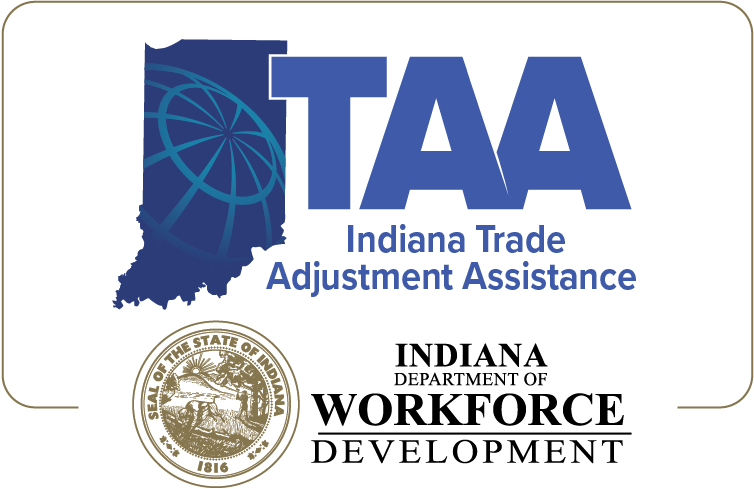 TAA
Indiana Trade
Adjustment Assistance
SEAL OF THE STATE OF INDIANA
1816
INDIANA
DEPARTMENT OF
WORKFORCE
DEVELOPMENT